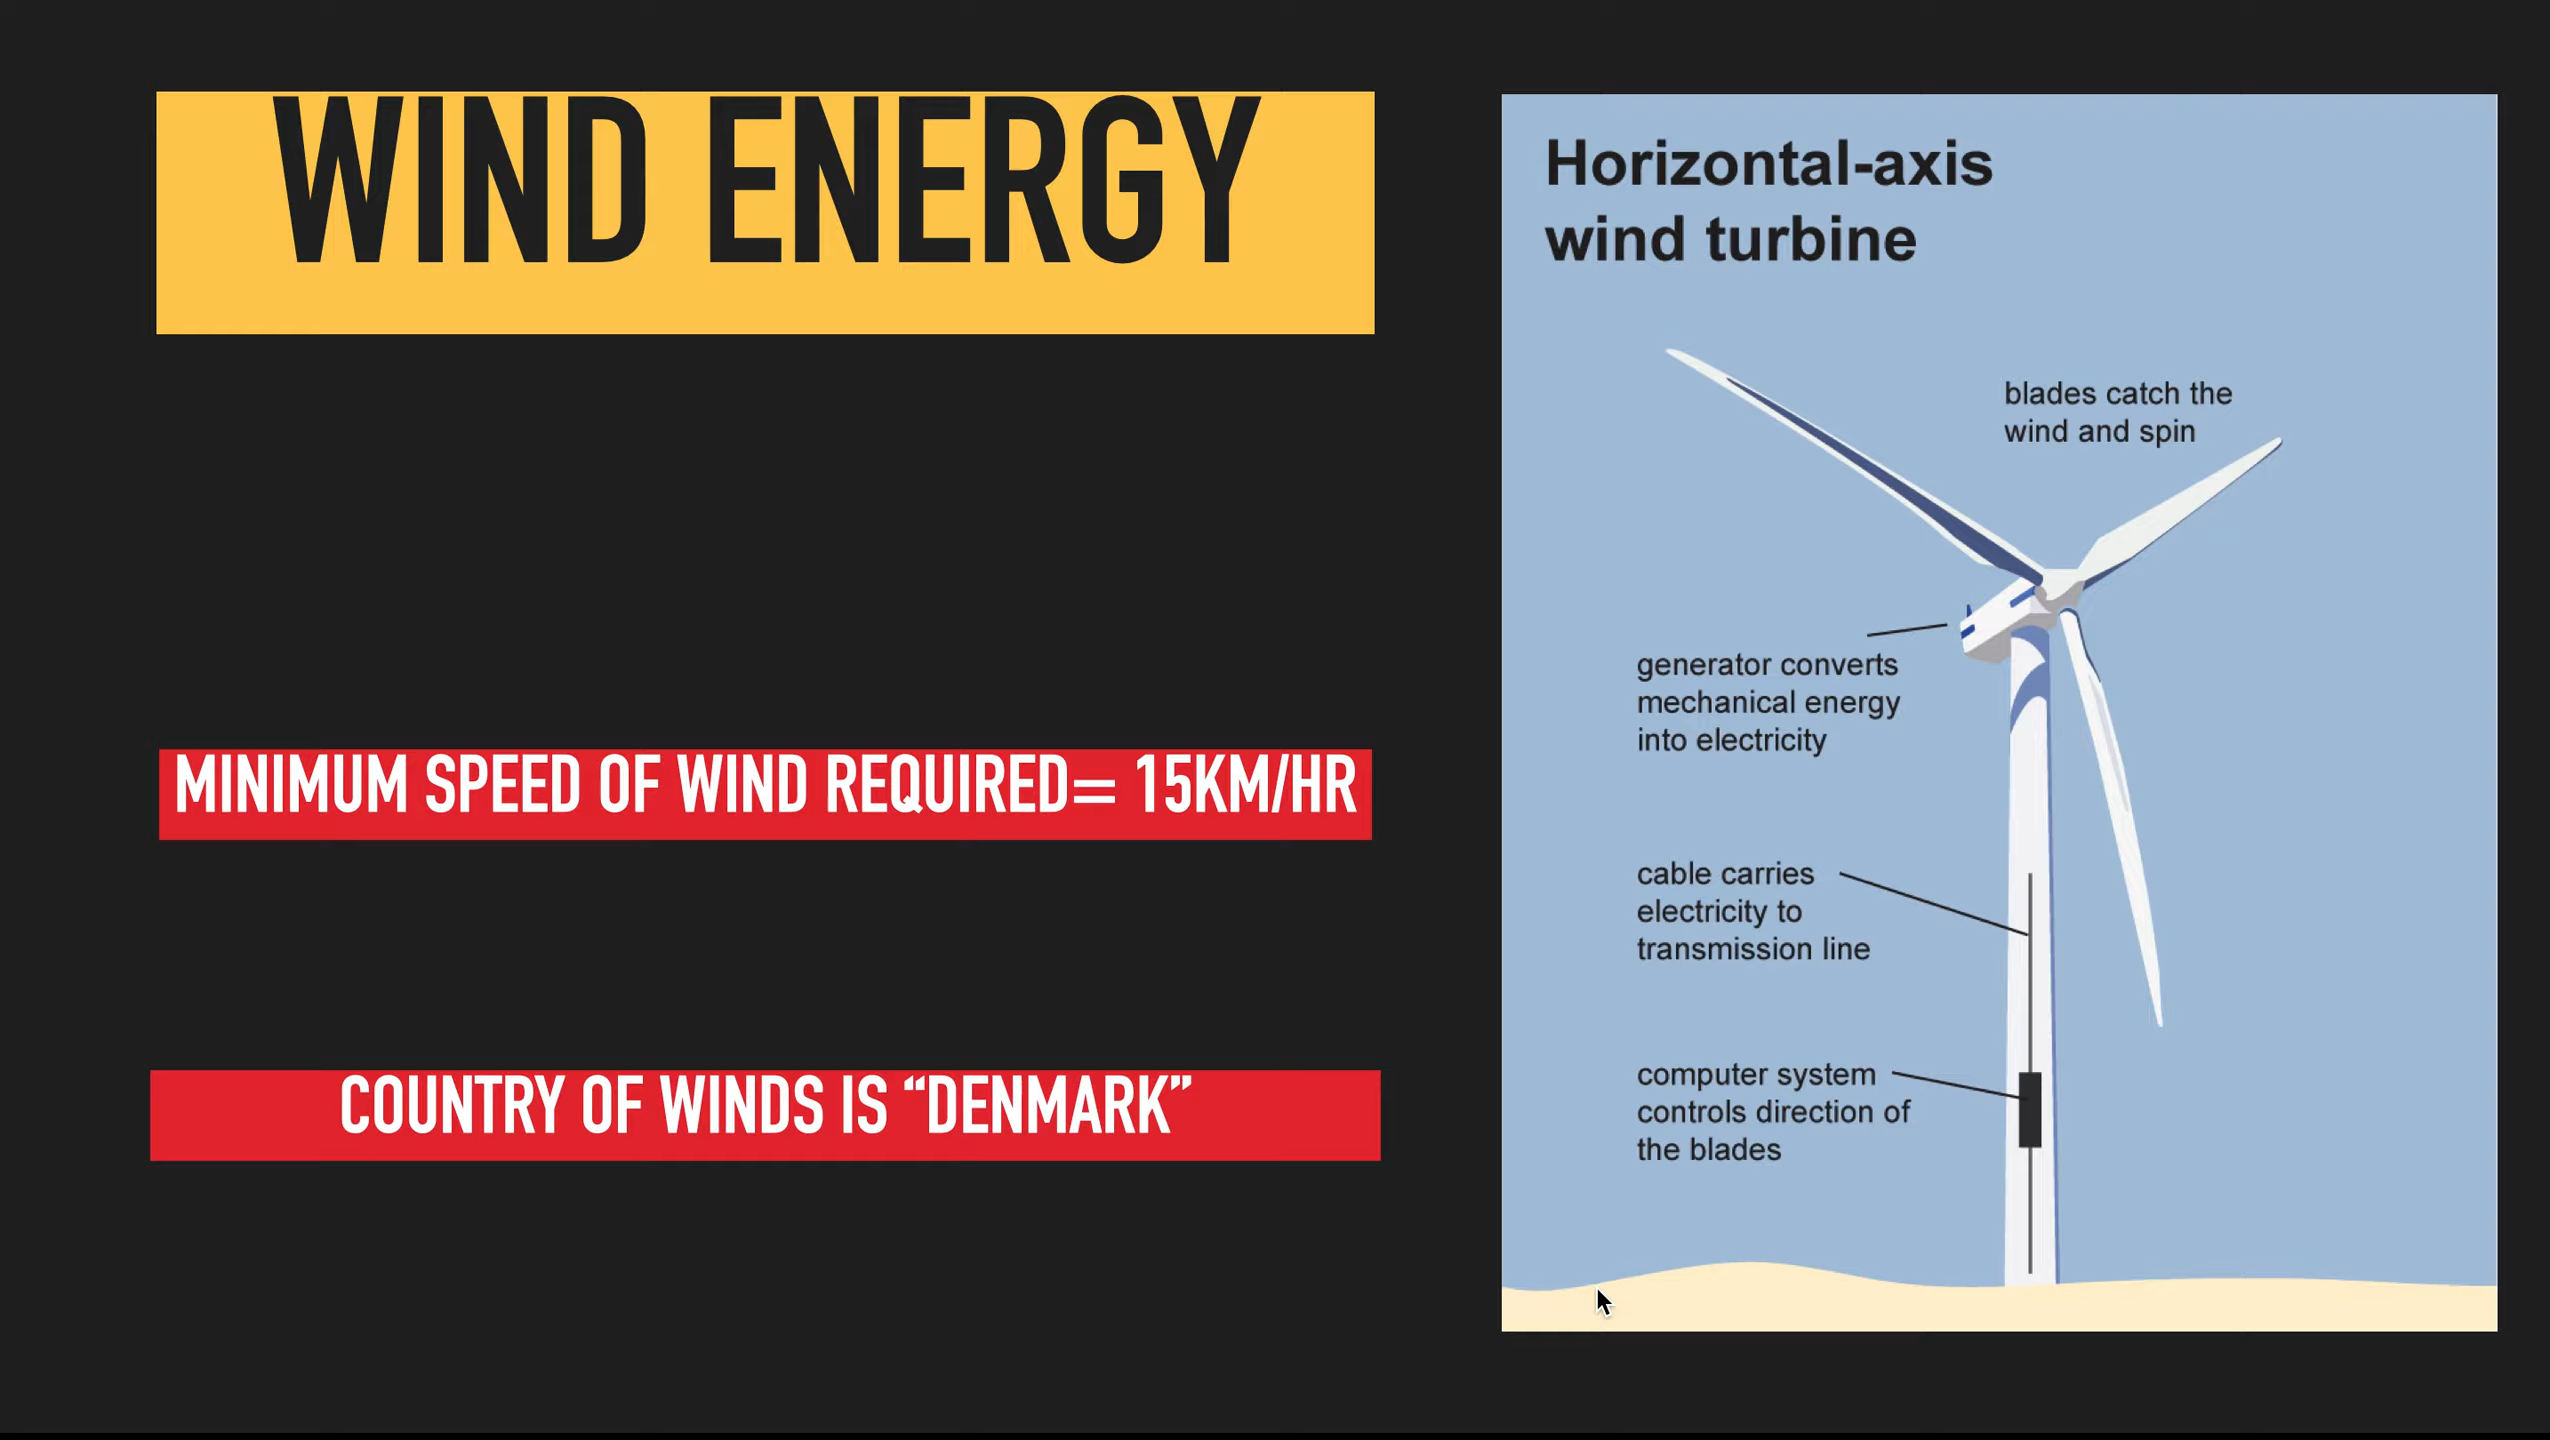 WIND ENERGY
MINIMUM SPEED OF WIND REQUIRED= 15KM/HR
COUNTRY OF WINDS IS “DENMARK”
Horizontal-axis
wind turbine
blades catch the
wind and spin
generator converts
mechanical energy
into electricity
cable carries
electricity to
transmission line
computer system
controls direction of
the blades